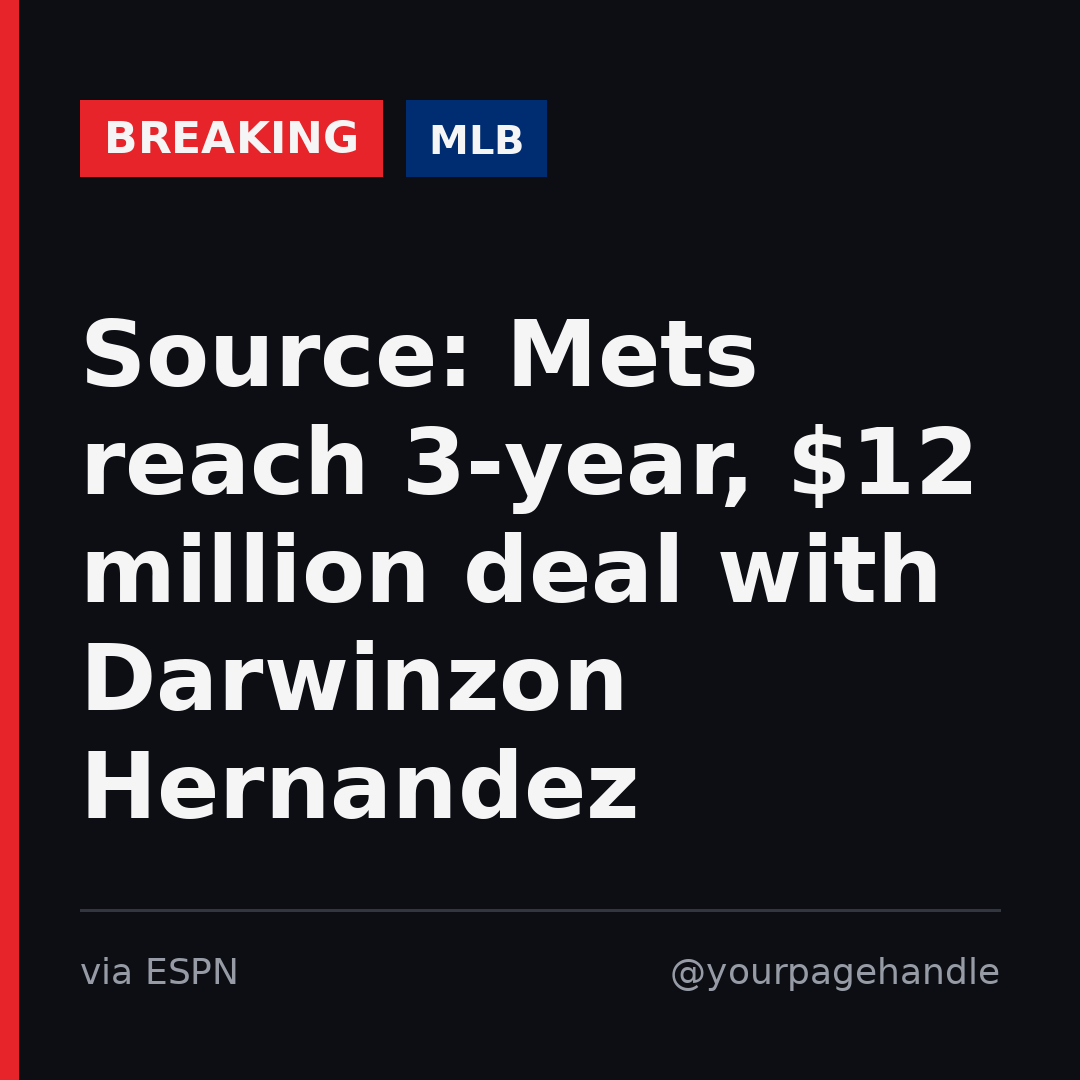 BREAKING MLB
Source: Mets
reach 3-year, $12
million deal with
Darwinzon
Hernandez
via ESPN @yourpagehandle